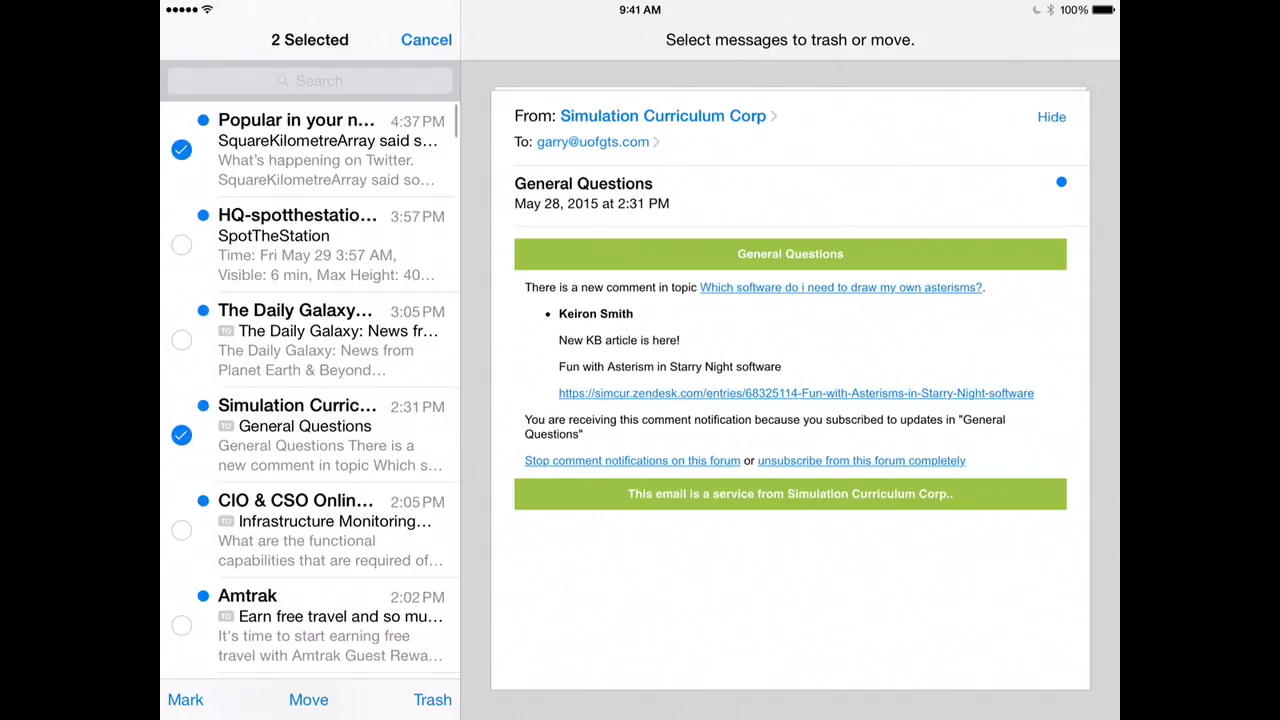 9:41 AM
100%
2 Selected
Cancel
Search
Popular in your n... 4:37 PM
SquareKilometreArray said s...
What's happening on Twitter.
SquareKilometreArray said so...
HQ-spotthestatio... 3:57 PM
SpotTheStation
Time: Fri May 29 3:57 AM,
Visible: 6 min, Max Height: 40...
The Daily Galaxy... 3:05 PM
TO The Daily Galaxy: News fr...
The Daily Galaxy: News from
Planet Earth & Beyond...
Simulation Curric... 2:31 PM
TO General Questions
General Questions There is a
new comment in topic Which s...
CIO & CSO Onlin... 2:05 PM
TO Infrastructure Monitoring...
What are the functional
capabilities that are required of...
Amtrak 2:02 PM
TO Earn free travel and so mu...
It's time to start earning free
travel with Amtrak Guest Rewa...
Mark Move Trash
Select messages to trash or move.
From: Simulation Curriculum Corp
Hide
To: garry@uofgts.com
General Questions
May 28, 2015 at 2:31 PM
General Questions
There is a new comment in topic Which software do i need to draw my own asterisms?.
• Keiron Smith
New KB article is here!
Fun with Asterism in Starry Night software
https://simcur.zendesk.com/entries/68325114-Fun-with-Asterisms-in-Starry-Night-software
You are receiving this comment notification because you subscribed to updates in "General
Questions"
Stop comment notifications on this forum or unsubscribe from this forum completely
This email is a service from Simulation Curriculum Corp..